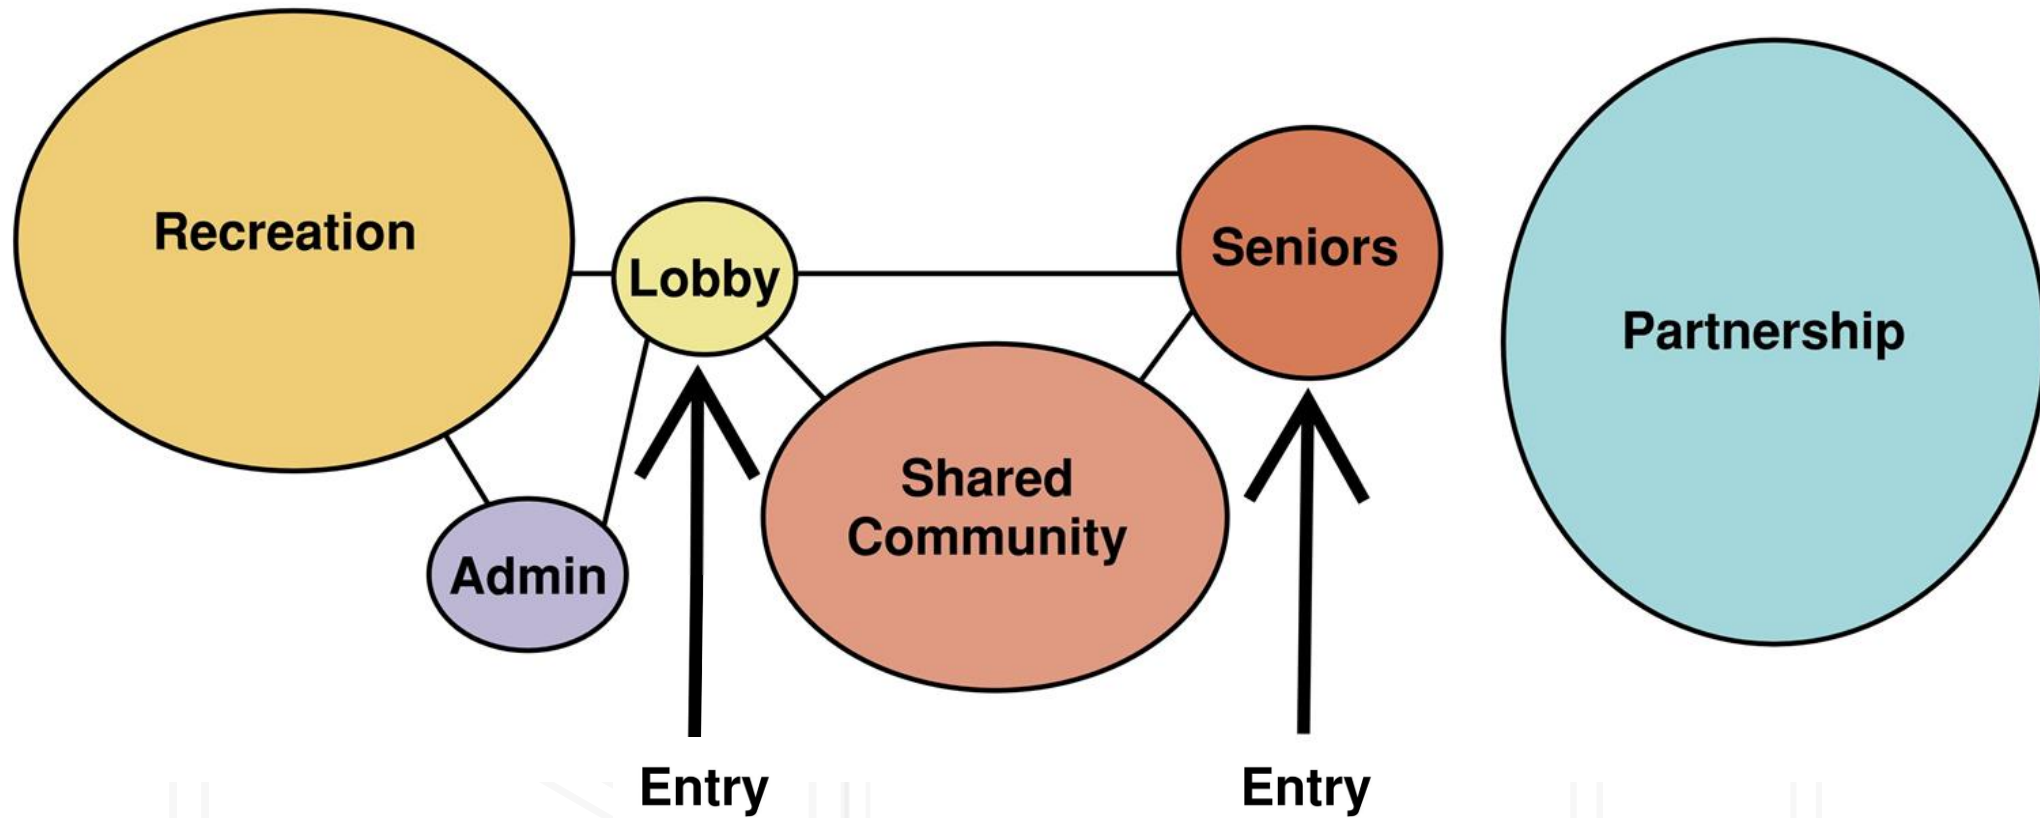 Recreation
Lobby
Seniors
Partnership
Shared
Community
Admin
Entry
Entry